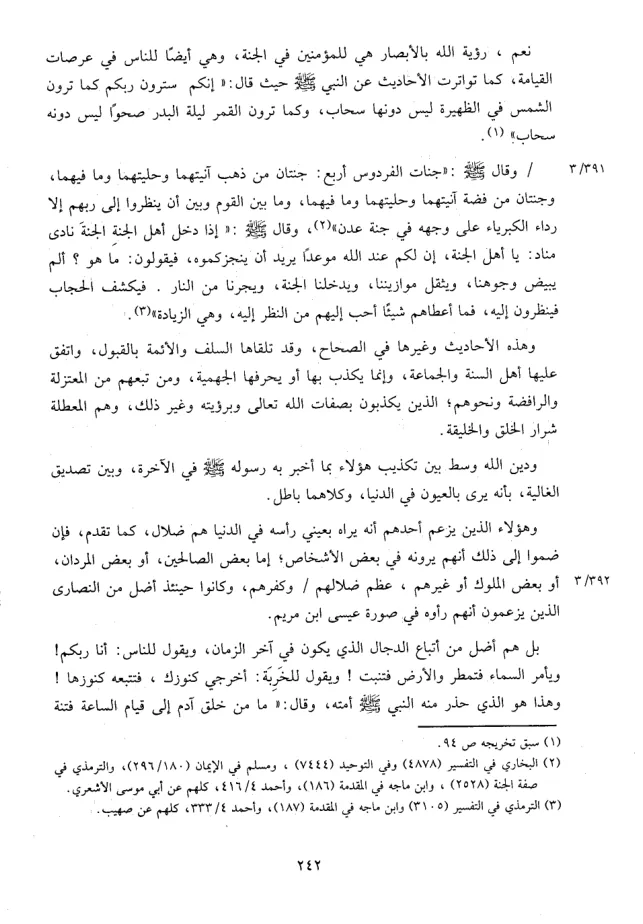 نعم ، رؤية الله بالأبصار هي للمؤمنين في الجنة، وهي أيضًا للناس في عرصات
القيامة، كما تواترت الأحاديث عن النبي ﷺ حيث قال: « إنكم سترون ربكم كما ترون
الشمس في الظهيرة ليس دونها سحاب، وكما ترون القمر ليلة البدر صحوًا ليس دونه
سحاب» (١).
٣/٣٩١ / وقال ﷺ : «جنات الفردوس أربع: جنتان من ذهب آنيتهما وحليتهما وما فيهما،
وجنتان من فضة آنيتهما وحليتهما وما فيهما، وما بين القوم وبين أن ينظروا إلى ربهم إلا
رداء الكبرياء على وجهه في جنة عدن»(٢)، وقال ﷺ : « إذا دخل أهل الجنة الجنة نادى
مناد: يا أهل الجنة، إن لكم عند الله موعدًا يريد أن ينجزكموه، فيقولون: ما هو ؟ ألم
يبيض وجوهنا، ويثقل موازيننا، ويدخلنا الجنة، ويجرنا من النار . فيكشف الحجاب
فينظرون إليه، فما أعطاهم شيئًا أحب إليهم من النظر إليه، وهي الزيادة»(٣).
وهذه الأحاديث وغيرها في الصحاح، وقد تلقاها السلف والأئمة بالقبول، واتفق
عليها أهل السنة والجماعة، وإنما يكذب بها أو يحرفها الجهمية، ومن تبعهم من المعتزلة
والرافضة ونحوهم؛ الذين يكذبون بصفات الله تعالى وبرؤيته وغير ذلك، وهم المعطلة
شرار الخلق والخليقة.
ودين الله وسط بين تكذيب هؤلاء بما أخبر به رسوله ﷺ في الآخرة، وبين تصديق
الغالية، بأنه يرى بالعيون في الدنيا، وكلاهما باطل.
وهؤلاء الذين يزعم أحدهم أنه يراه بعيني رأسه في الدنيا هم ضلال، كما تقدم، فإن
ضموا إلى ذلك أنهم يرونه في بعض الأشخاص؛ إما بعض الصالحين، أو بعض المردان،
٣/٣٩٢ أو بعض الملوك أو غيرهم ، عظم ضلالهم / وكفرهم، وكانوا حينئذ أضل من النصارى
الذين يزعمون أنهم رأوه في صورة عيسى ابن مريم.
بل هم أضل من أتباع الدجال الذي يكون في آخر الزمان، ويقول للناس: أنا ربكم!
ويأمر السماء فتمطر والأرض فتنبت ! ويقول للخَرِبَة: أخرجي كنوزك ، فتتبعه كنوزها !
وهذا هو الذي حذر منه النبي ﷺ أمته، وقال: « ما من خلق آدم إلى قيام الساعة فتنة
(١) سبق تخريجه ص ٩٤.
(٢) البخاري في التفسير (٤٨٧٨) وفي التوحيد (٧٤٤٤) ، ومسلم في الإيمان (٢٩٦/١٨٠)، والترمذي في
صفة الجنة (٢٥٢٨) ، وابن ماجه في المقدمة (١٨٦)، وأحمد ٤/ ٤١٦، كلهم عن أبي موسى الأشعري.
(٣) الترمذي في التفسير (٣١٠٥) وابن ماجه في المقدمة (١٨٧)، وأحمد ٤/ ٣٣٣، كلهم عن صهيب.
٢٤٢